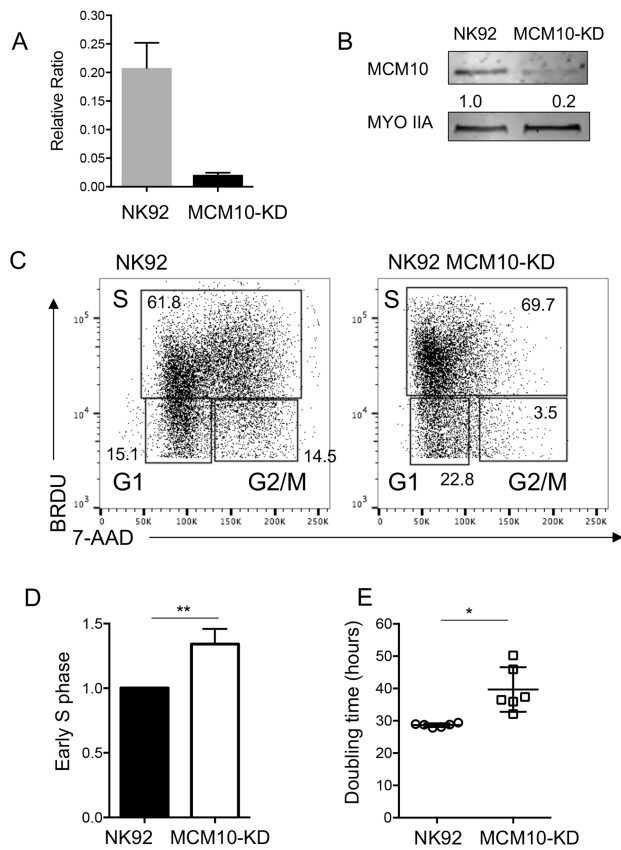 A
0.30
0.25
0.20
0.15
0.10
0.05
0.00
Relative Ratio
NK92 MCM10-KD
B
NK92 MCM10-KD
MCM10
1.0 0.2
MYO IIA
C
NK92
S
61.8
15.1
14.5
G1 G2/M
10⁵
10⁴
10³
0 50K 100K 150K 200K 250K
BRDU
7-AAD
NK92 MCM10-KD
S
69.7
3.5
22.8
G1 G2/M
10⁵
10⁴
10³
0 50K 100K 150K 200K 250K
D
**
1.5
1.0
0.5
0.0
Early S phase
NK92 MCM10-KD
E
*
60
50
40
30
20
10
0
Doubling time (hours)
NK92 MCM10-KD